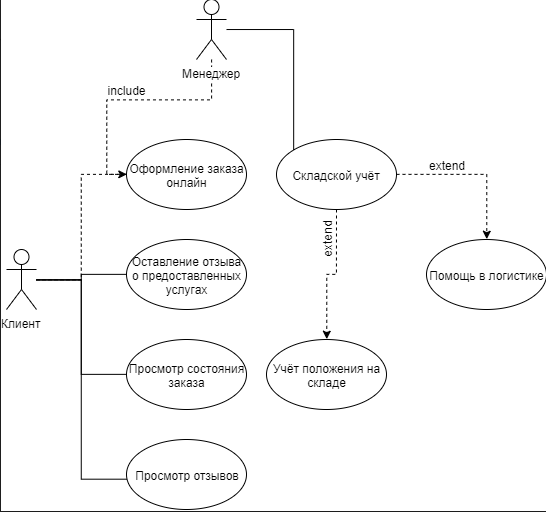 Менеджер
include
Оформление заказа
онлайн
Складской учёт
extend
extend
Оставление отзыва
о предоставленных
услугах
Помощь в логистике
Клиент
Просмотр состояния
заказа
Учёт положения на
складе
Просмотр отзывов